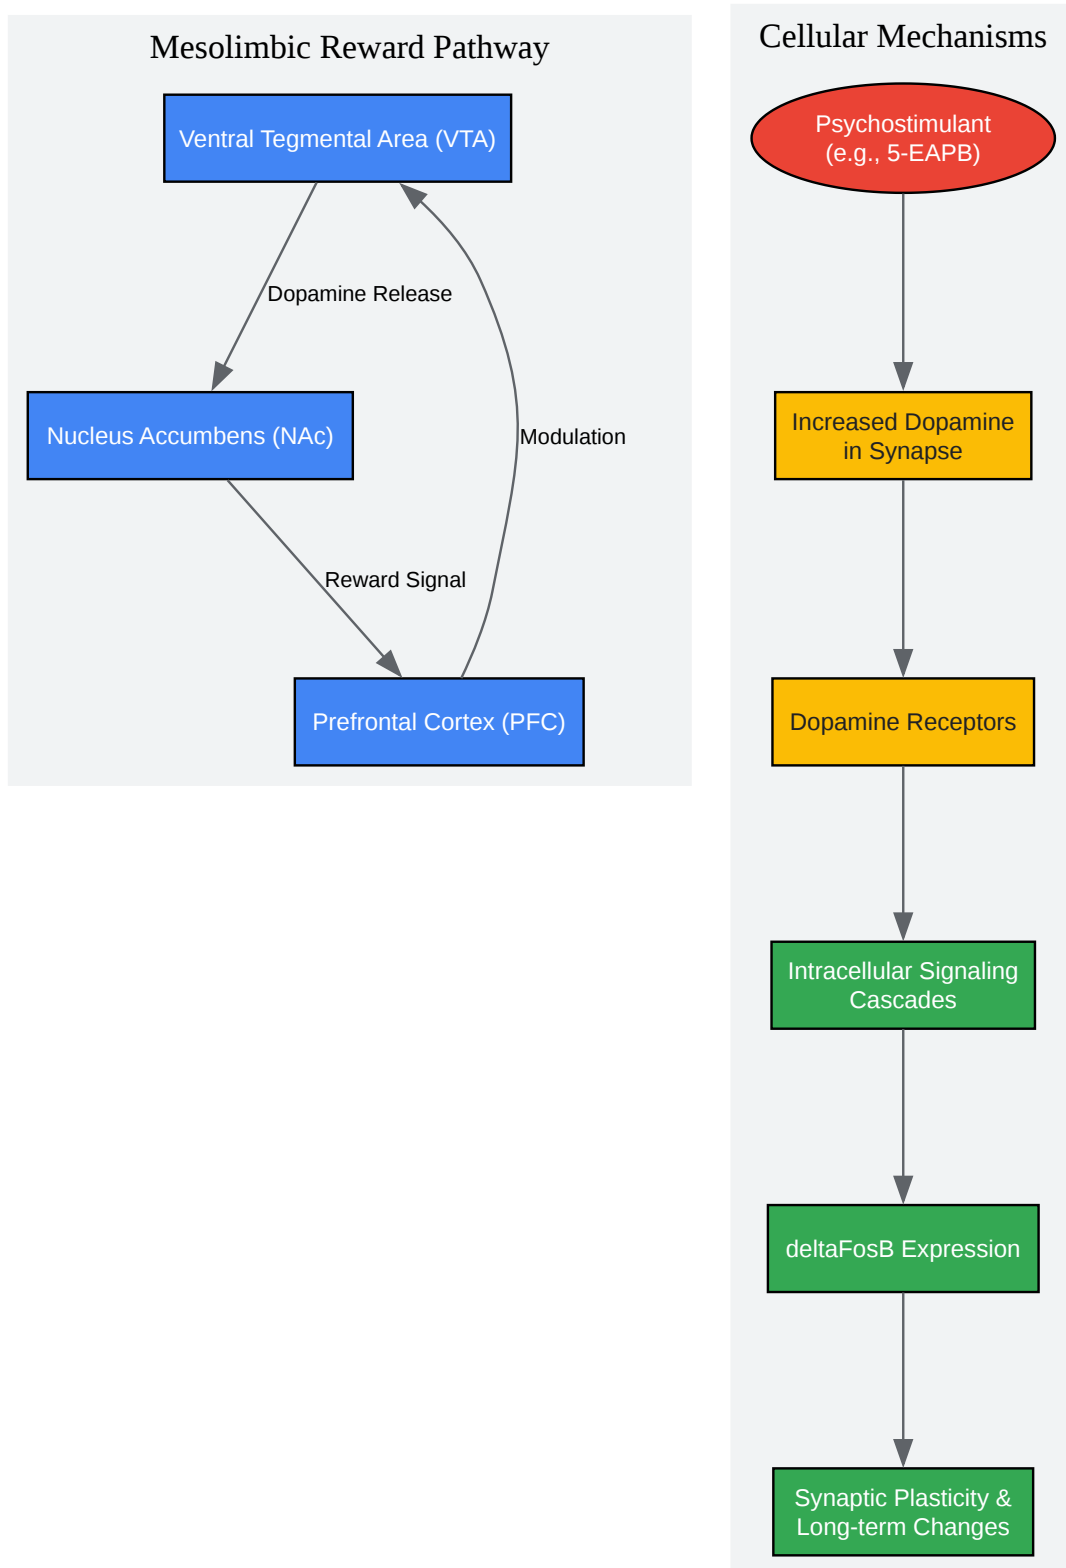 Mesolimbic Reward Pathway
Ventral Tegmental Area (VTA)
Dopamine Release
Nucleus Accumbens (NAc)
Modulation
Reward Signal
Prefrontal Cortex (PFC)
Cellular Mechanisms
Psychostimulant
(e.g., 5-EAPB)
Increased Dopamine
in Synapse
Dopamine Receptors
Intracellular Signaling
Cascades
deltaFosB Expression
Synaptic Plasticity &
Long-term Changes